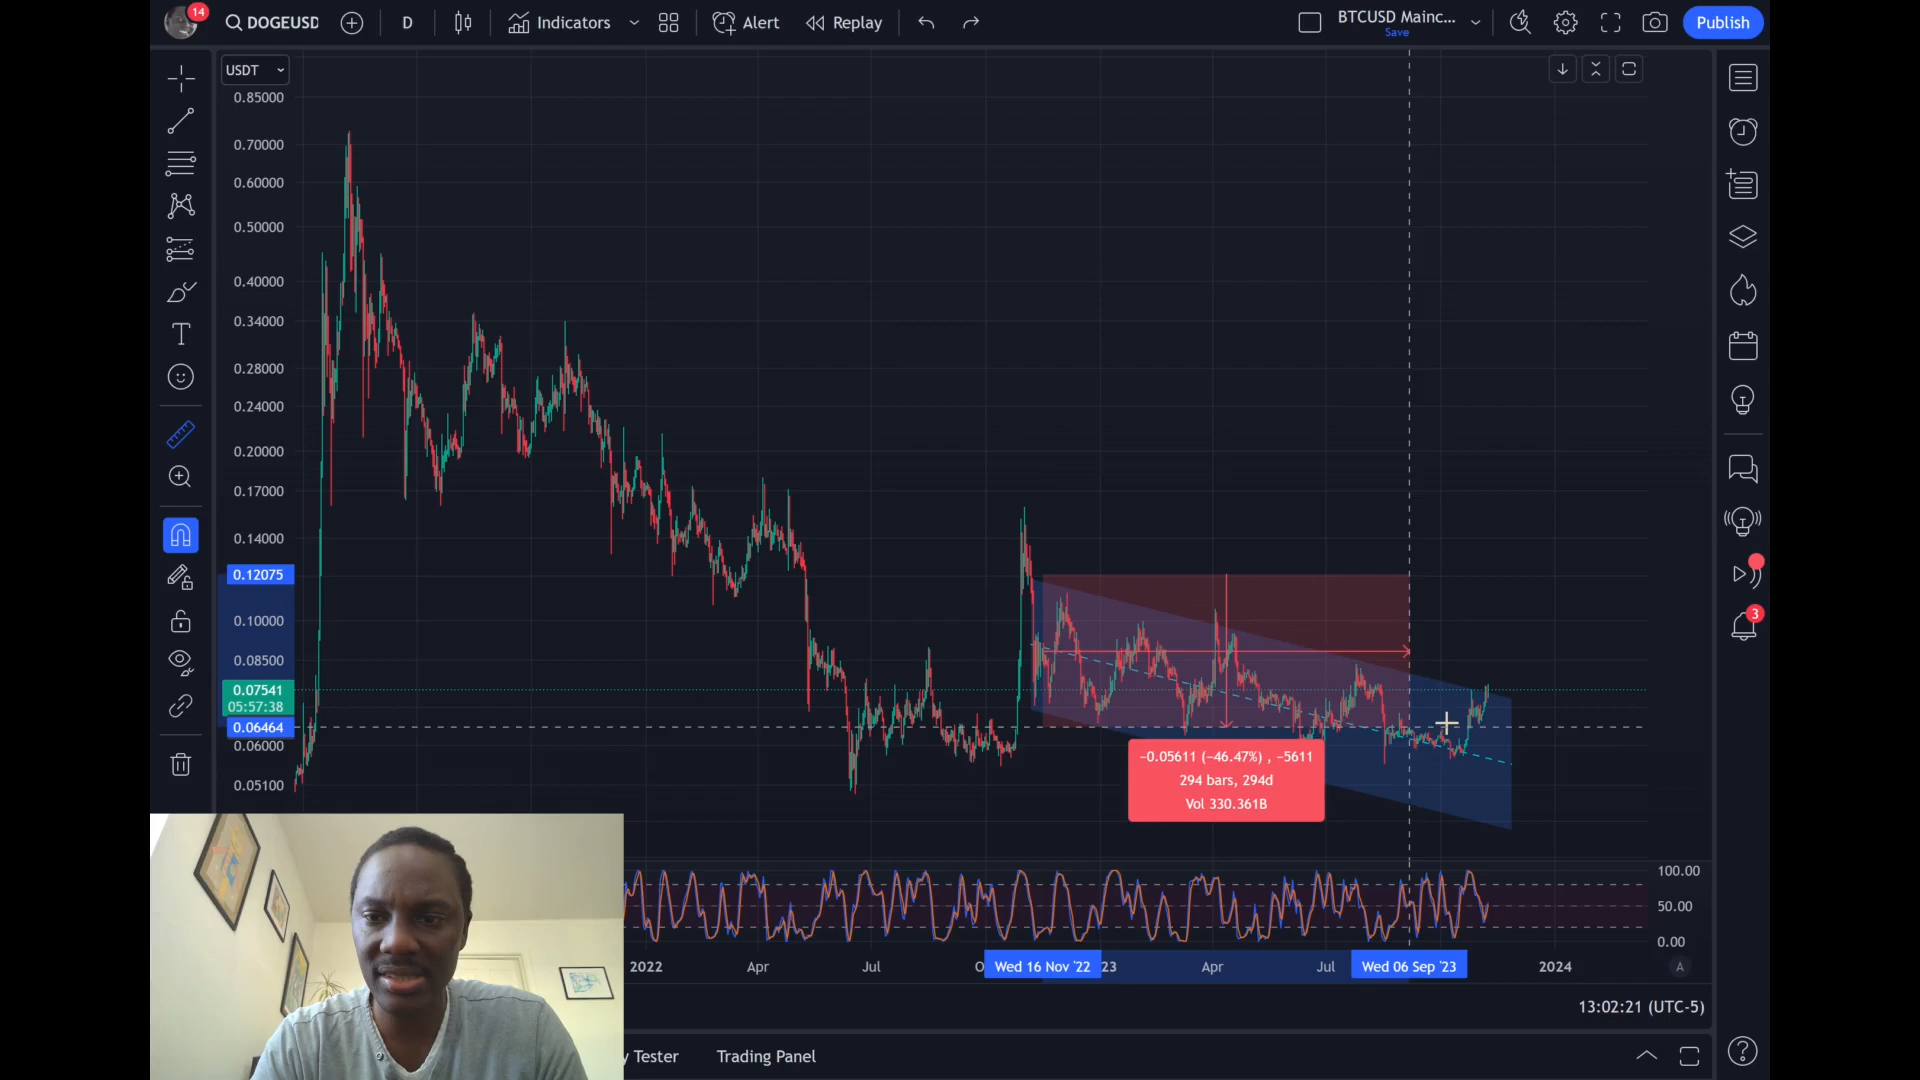 14
DOGEUSD
D
Indicators
Alert
Replay
BTCUSD Mainc...
Save
Publish
USDT
0.85000
0.70000
0.60000
0.50000
0.40000
0.34000
0.28000
0.24000
0.20000
0.17000
0.14000
0.12075
0.10000
0.08500
0.07541
05:57:38
0.06464
0.06000
0.05100
−0.05611 (−46.47%) , −5611
294 bars, 294d
Vol 330.361B
3
100.00
50.00
0.00
2022
Apr
Jul
O
Wed 16 Nov '22
23
Apr
Jul
Wed 06 Sep '23
2024
A
13:02:21 (UTC-5)
y Tester
Trading Panel